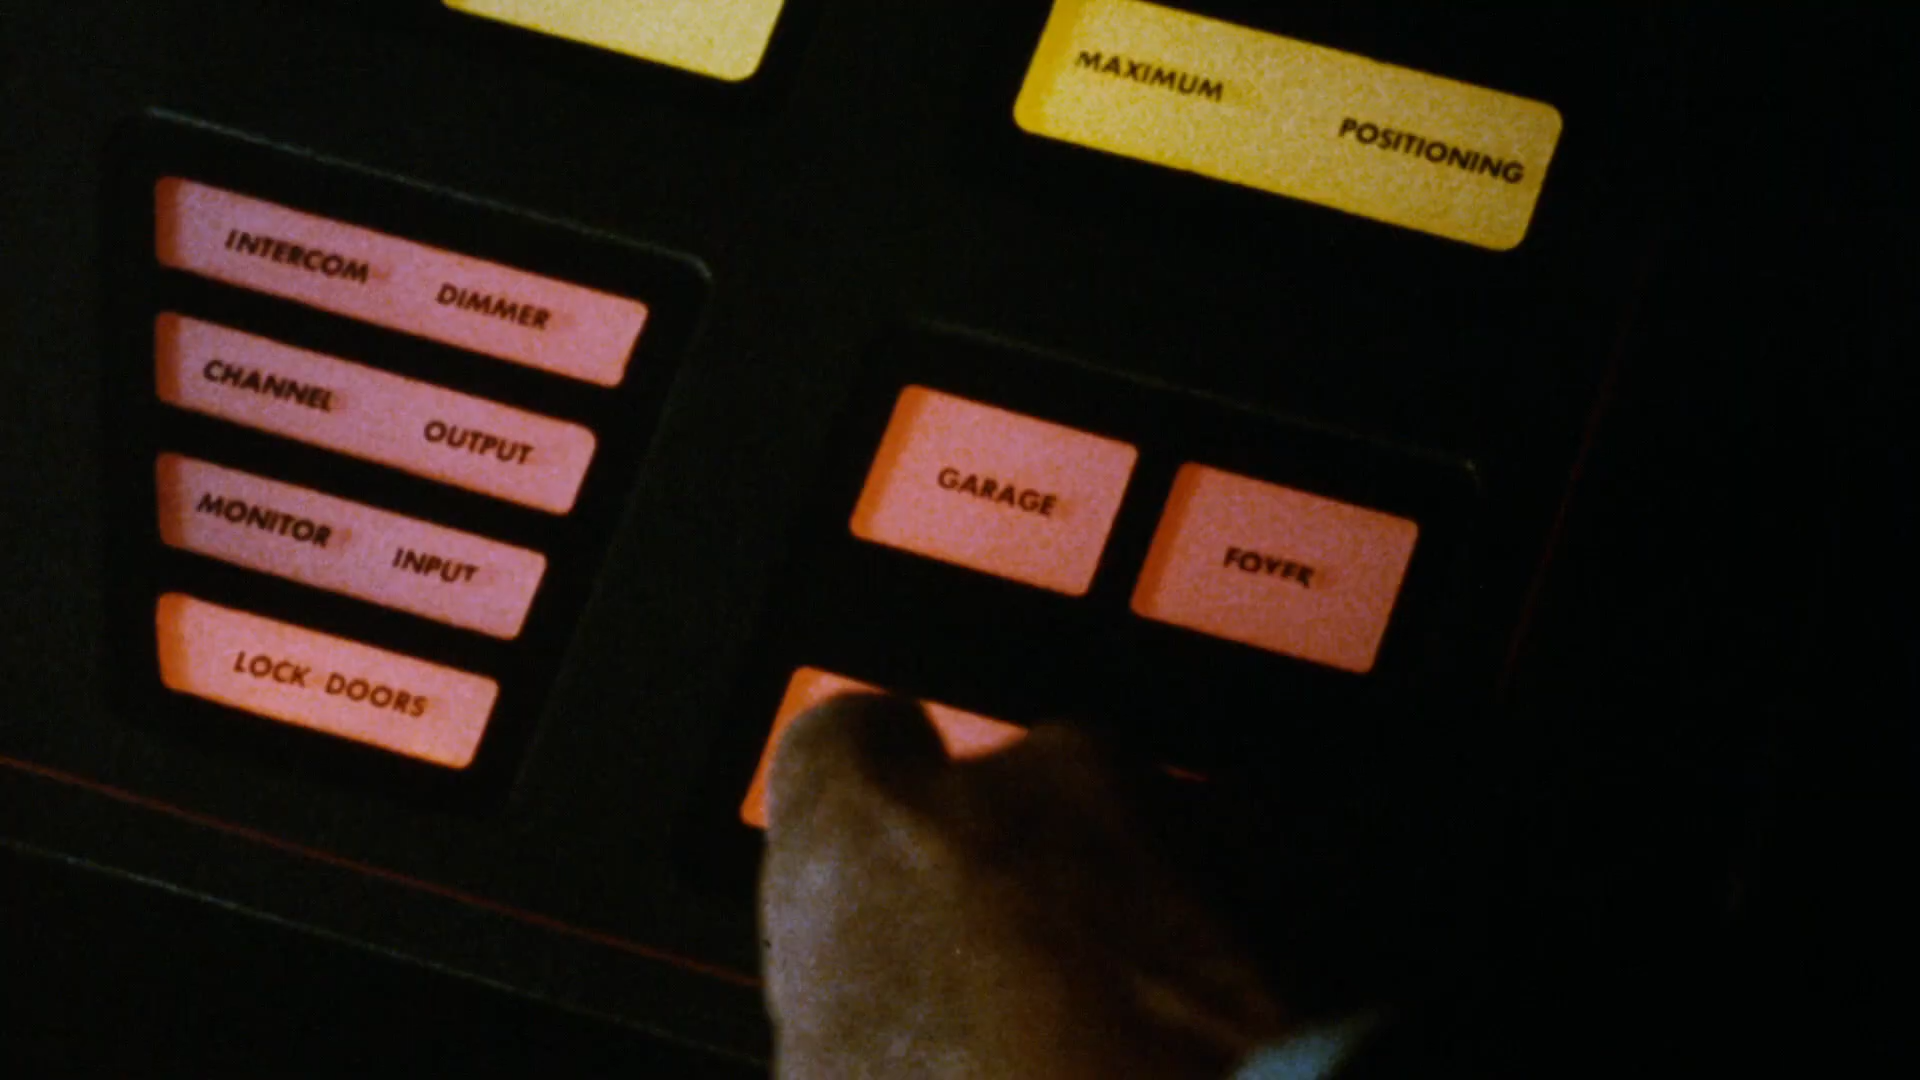 MAXIMUM POSITIONING
INTERCOM DIMMER
CHANNEL OUTPUT
MONITOR INPUT
LOCK DOORS
GARAGE
FOYER